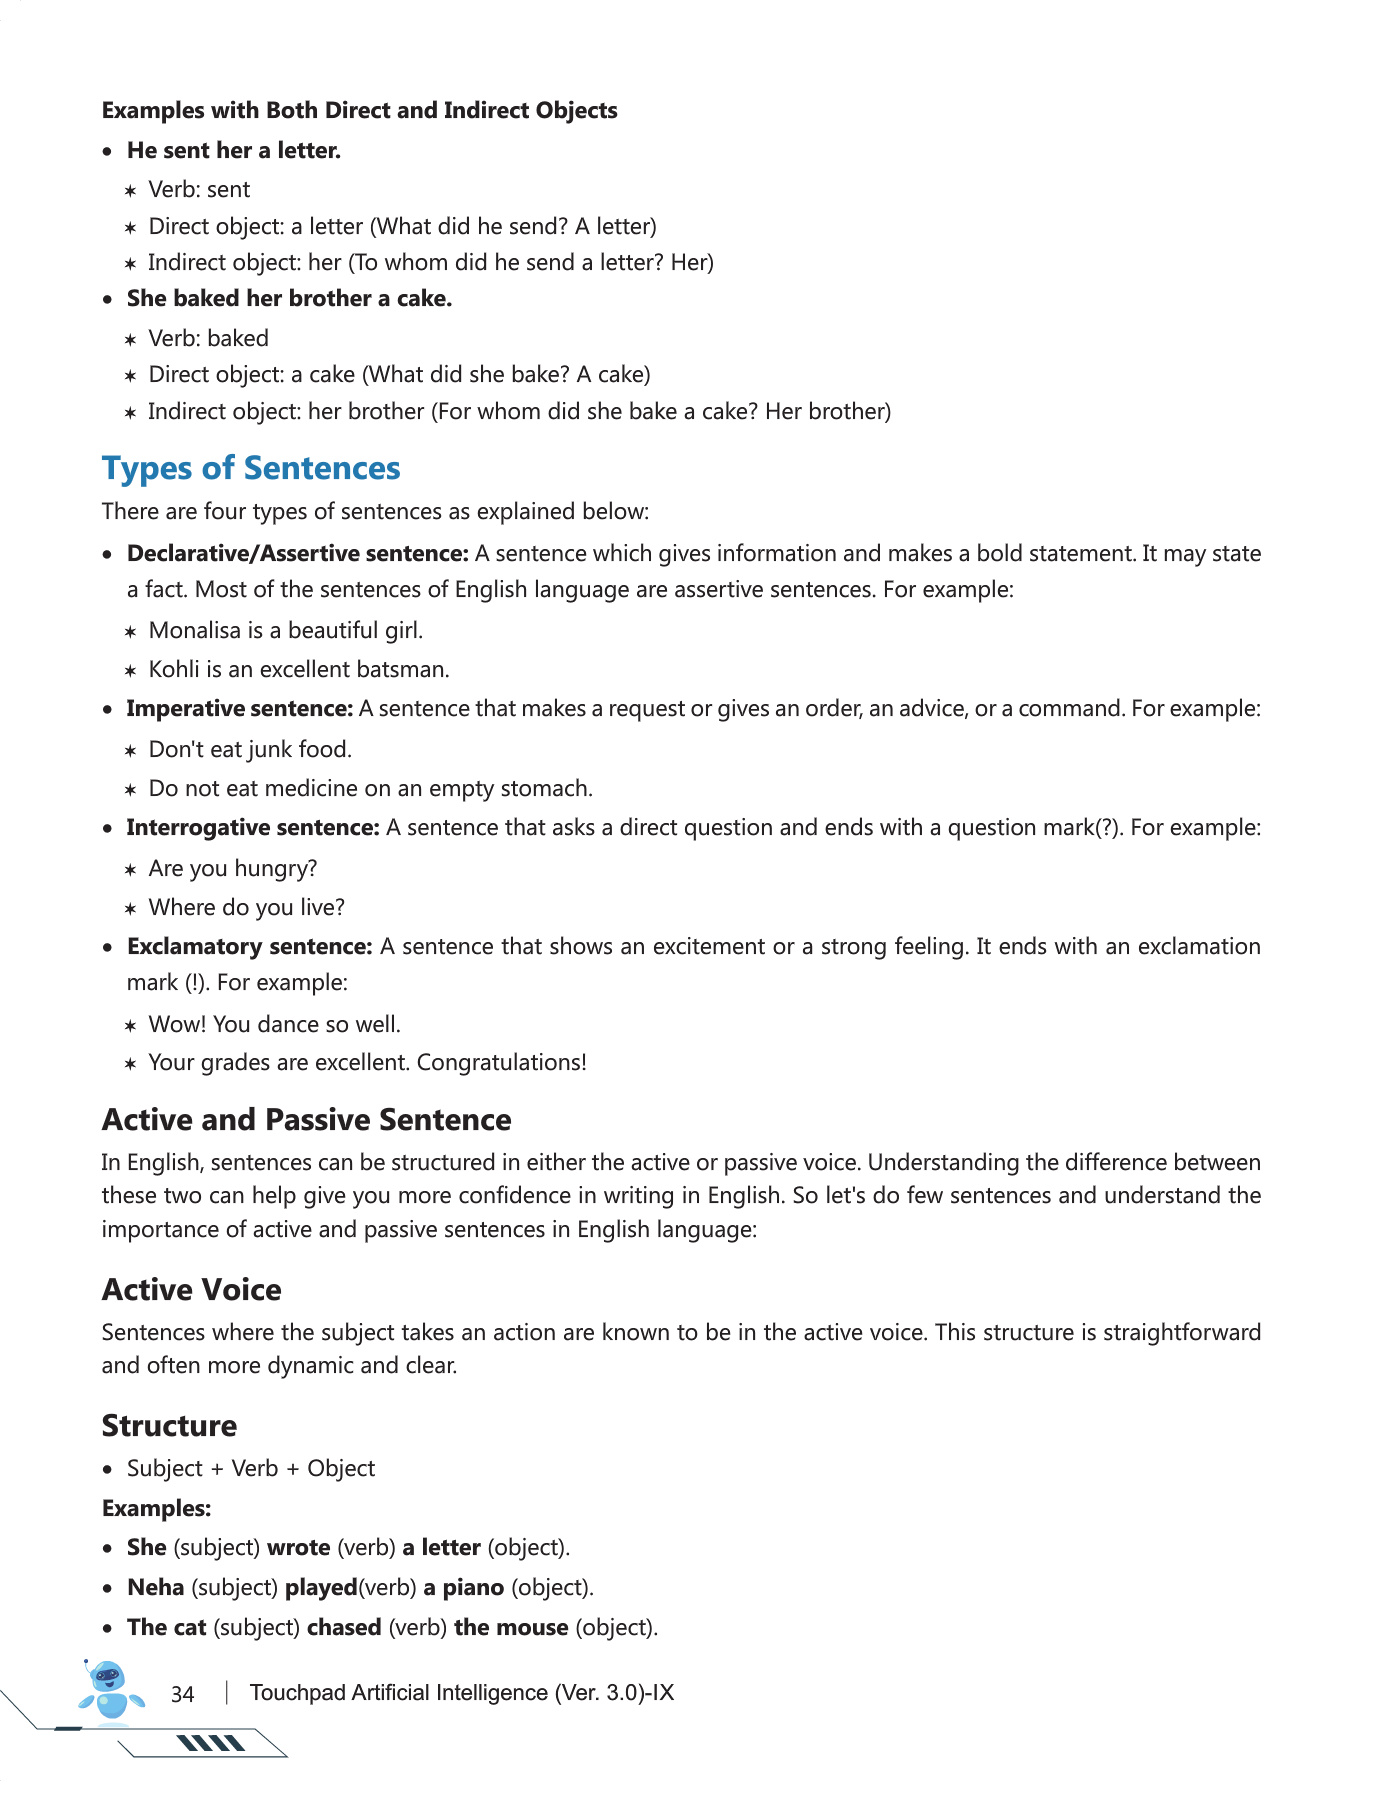 Examples with Both Direct and Indirect Objects
• He sent her a letter.
✶ Verb: sent
✶ Direct object: a letter (What did he send? A letter)
✶ Indirect object: her (To whom did he send a letter? Her)
• She baked her brother a cake.
✶ Verb: baked
✶ Direct object: a cake (What did she bake? A cake)
✶ Indirect object: her brother (For whom did she bake a cake? Her brother)
Types of Sentences
There are four types of sentences as explained below:
• Declarative/Assertive sentence: A sentence which gives information and makes a bold statement. It may state
a fact. Most of the sentences of English language are assertive sentences. For example:
✶ Monalisa is a beautiful girl.
✶ Kohli is an excellent batsman.
• Imperative sentence: A sentence that makes a request or gives an order, an advice, or a command. For example:
✶ Don't eat junk food.
✶ Do not eat medicine on an empty stomach.
• Interrogative sentence: A sentence that asks a direct question and ends with a question mark(?). For example:
✶ Are you hungry?
✶ Where do you live?
• Exclamatory sentence: A sentence that shows an excitement or a strong feeling. It ends with an exclamation
mark (!). For example:
✶ Wow! You dance so well.
✶ Your grades are excellent. Congratulations!
Active and Passive Sentence
In English, sentences can be structured in either the active or passive voice. Understanding the difference between
these two can help give you more confidence in writing in English. So let's do few sentences and understand the
importance of active and passive sentences in English language:
Active Voice
Sentences where the subject takes an action are known to be in the active voice. This structure is straightforward
and often more dynamic and clear.
Structure
• Subject + Verb + Object
Examples:
• She (subject) wrote (verb) a letter (object).
• Neha (subject) played(verb) a piano (object).
• The cat (subject) chased (verb) the mouse (object).
34 | Touchpad Artificial Intelligence (Ver. 3.0)-IX